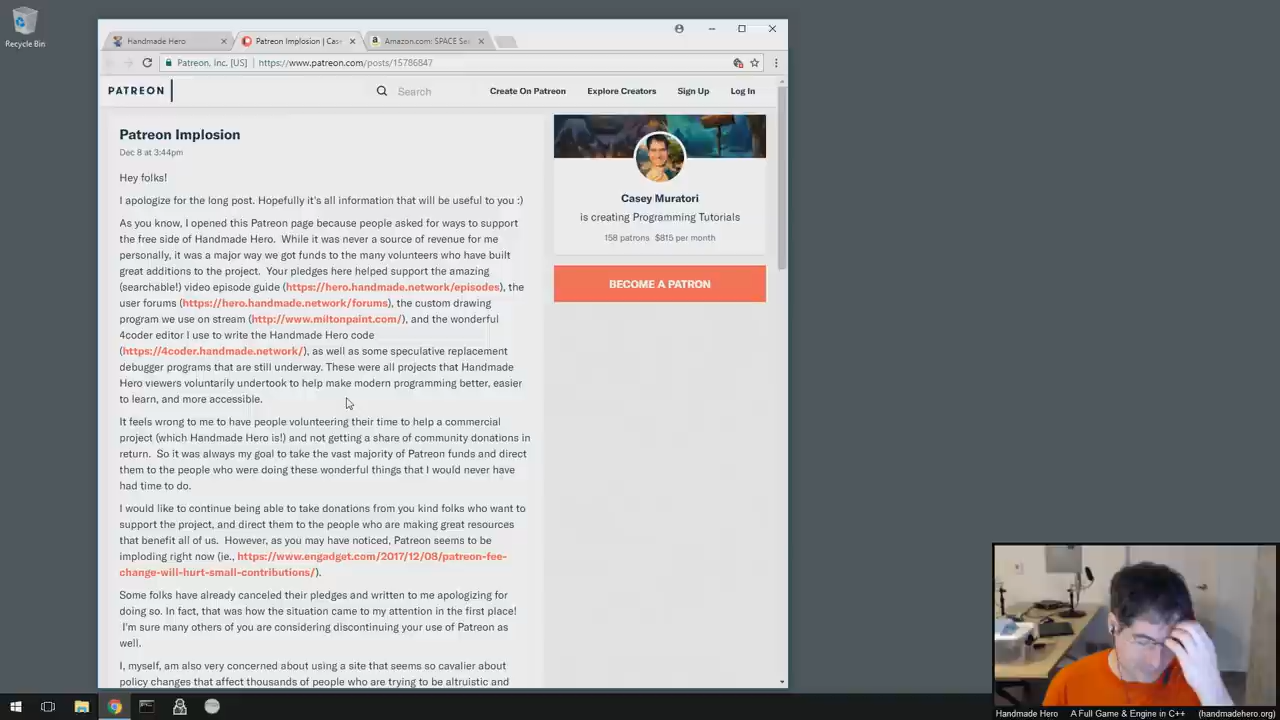 Recycle Bin
Handmade Hero
Patreon Implosion | Cas
Amazon.com: SPACE Sea
Patreon, Inc. [US]
https://www.patreon.com/posts/15786847
PATREON
Search
Create On Patreon
Explore Creators
Sign Up
Log In
Patreon Implosion
Dec 8 at 3:44pm
Hey folks!
I apologize for the long post. Hopefully it's all information that will be useful to you :)
As you know, I opened this Patreon page because people asked for ways to support
the free side of Handmade Hero. While it was never a source of revenue for me
personally, it was a major way we got funds to the many volunteers who have built
great additions to the project. Your pledges here helped support the amazing
(searchable!) video episode guide (https://hero.handmade.network/episodes), the
user forums (https://hero.handmade.network/forums), the custom drawing
program we use on stream (http://www.miltonpaint.com/), and the wonderful
4coder editor I use to write the Handmade Hero code
(https://4coder.handmade.network/), as well as some speculative replacement
debugger programs that are still underway. These were all projects that Handmade
Hero viewers voluntarily undertook to help make modern programming better, easier
to learn, and more accessible.
It feels wrong to me to have people volunteering their time to help a commercial
project (which Handmade Hero is!) and not getting a share of community donations in
return. So it was always my goal to take the vast majority of Patreon funds and direct
them to the people who were doing these wonderful things that I would never have
had time to do.
I would like to continue being able to take donations from you kind folks who want to
support the project, and direct them to the people who are making great resources
that benefit all of us. However, as you may have noticed, Patreon seems to be
imploding right now (ie., https://www.engadget.com/2017/12/08/patreon-fee-
change-will-hurt-small-contributions/).
Some folks have already canceled their pledges and written to me apologizing for
doing so. In fact, that was how the situation came to my attention in the first place!
I'm sure many others of you are considering discontinuing your use of Patreon as
well.
I, myself, am also very concerned about using a site that seems so cavalier about
policy changes that affect thousands of people who are trying to be altruistic and
Casey Muratori
is creating Programming Tutorials
158 patrons $815 per month
BECOME A PATRON
Handmade Hero
A Full Game & Engine in C++
(handmadehero.org)